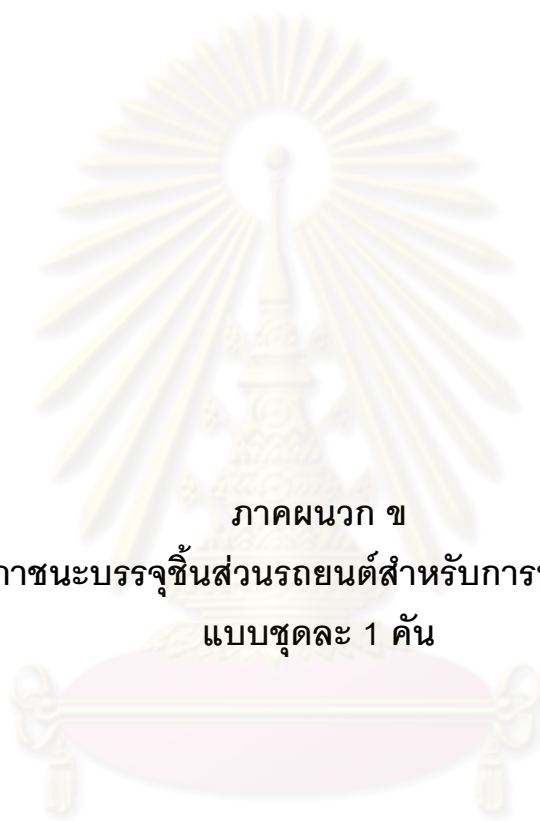 ภาคผนวก ข
ภาชนะบรรจุชิ้นส่วนรถยนต์สำหรับการ
แบบชุดละ 1 คัน